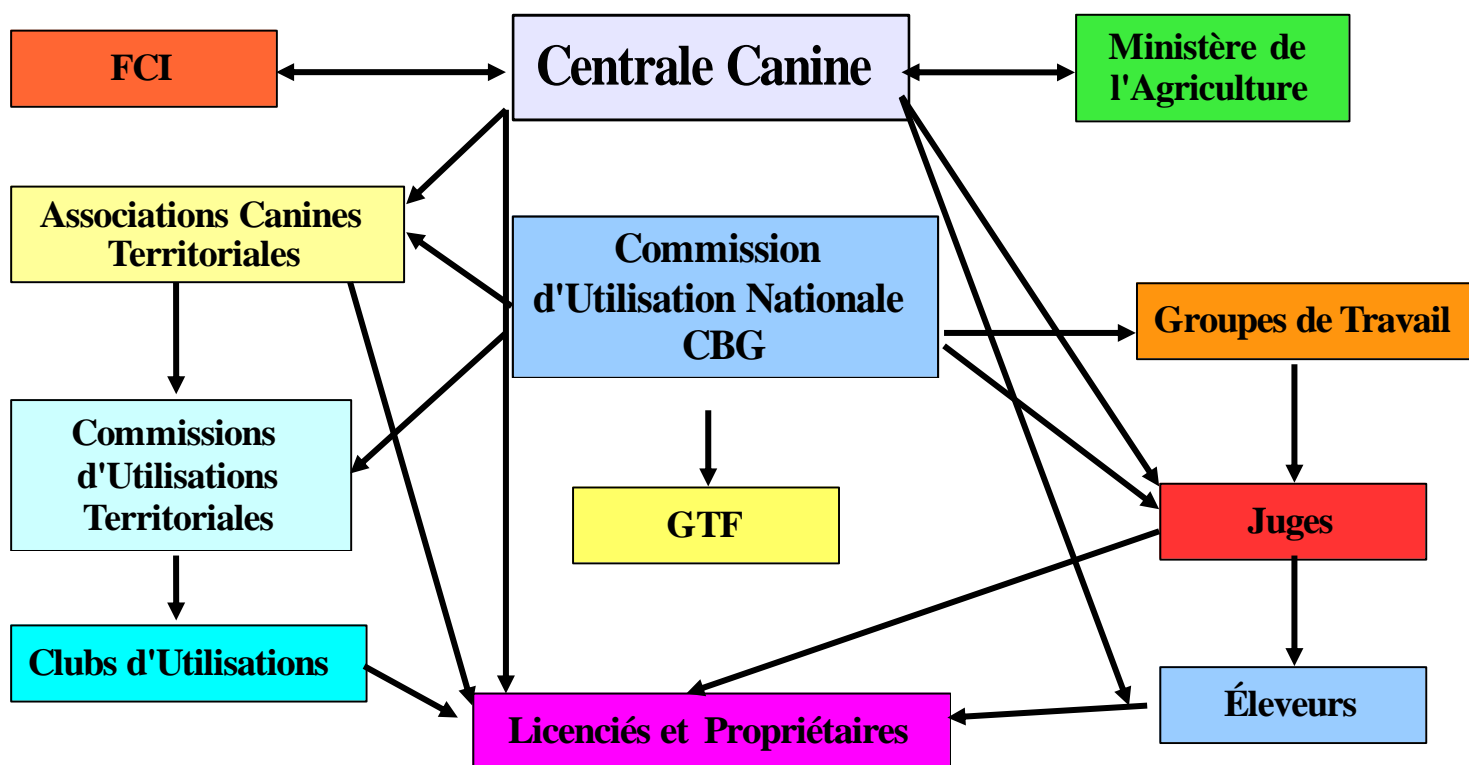 FCI
Centrale Canine
Ministère de
l'Agriculture
Associations Canines
Territoriales
Commission
d'Utilisation Nationale
CBG
Groupes de Travail
Commissions
d'Utilisations
Territoriales
GTF
Juges
Clubs d'Utilisations
Licenciés et Propriétaires
Éleveurs